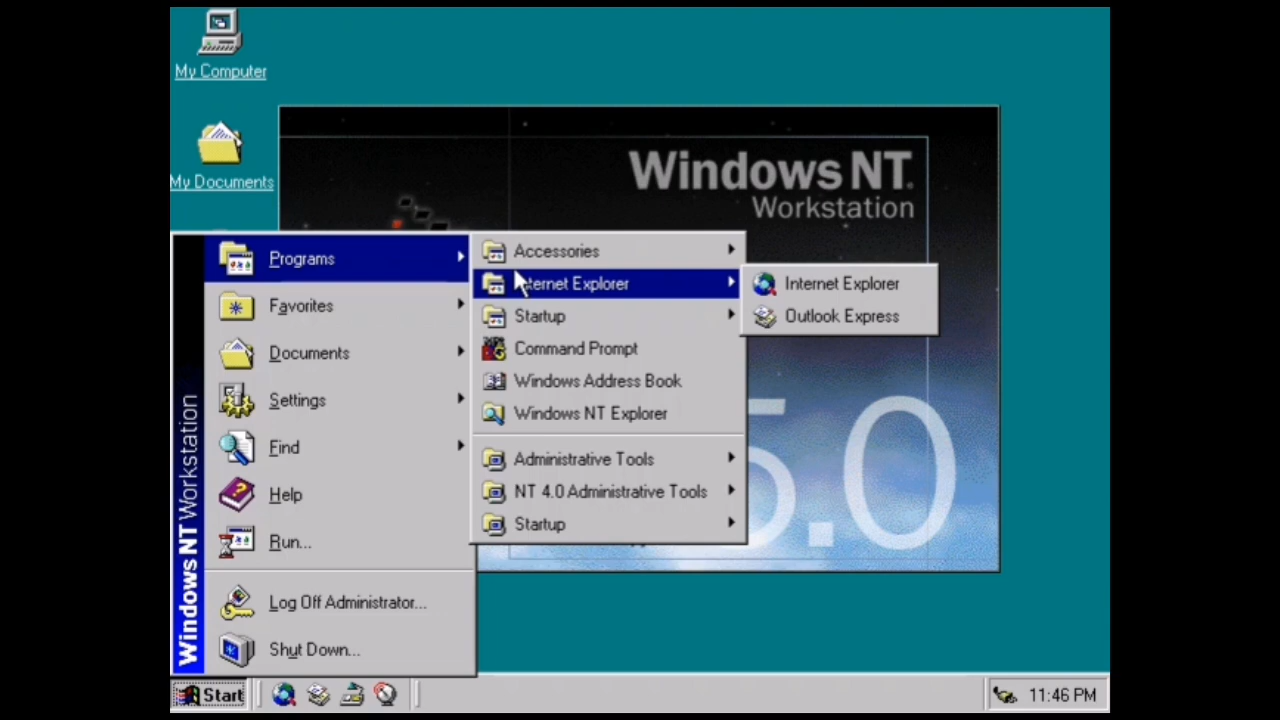 My Computer
My Documents
Windows NT.
Workstation
5.0
Windows NT Workstation
Programs
Favorites
Documents
Settings
Find
Help
Run...
Log Off Administrator...
Shut Down...
Accessories
ternet Explorer
Startup
Command Prompt
Windows Address Book
Windows NT Explorer
Administrative Tools
NT 4.0 Administrative Tools
Startup
Internet Explorer
Outlook Express
Start
11:46 PM